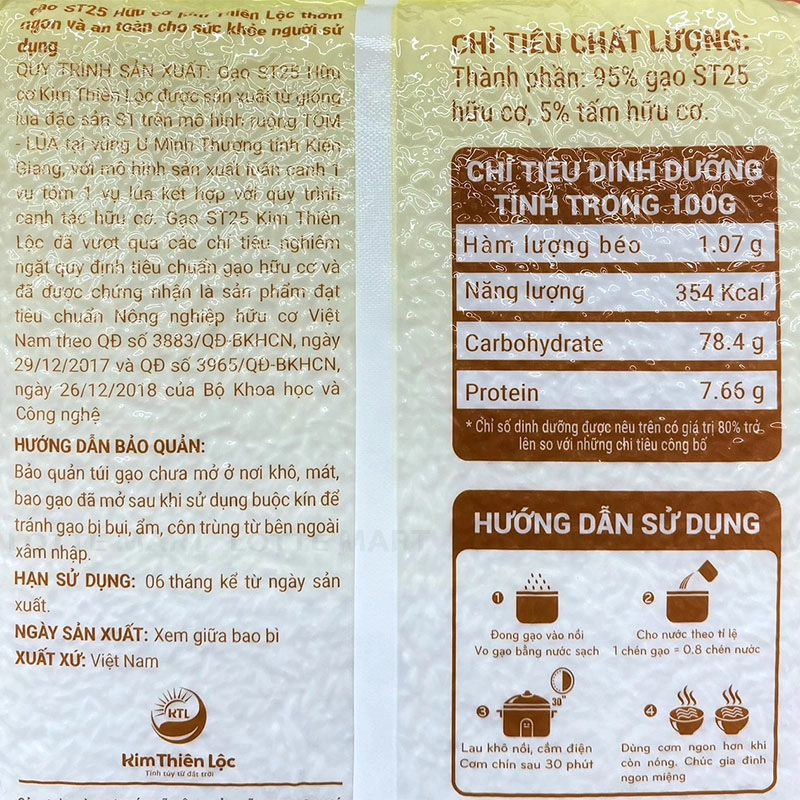 gạo ST25 Hữu cơ Kim Thiên Lộc thơm
ngon và an toàn cho sức khỏe người sử
dụng
QUY TRÌNH SẢN XUẤT: Gạo ST25 Hữu
cơ Kim Thiên Lộc được sản xuất từ giống
lúa đặc sản ST trên mô hình ruộng TÔM
- LÚA tại vùng U Minh Thượng tỉnh Kiên
Giang, với mô hình sản xuất luân canh 1
vụ tôm 1 vụ lúa kết hợp với quy trình
canh tác hữu cơ. Gạo ST25 Kim Thiên
Lộc đã vượt qua các chỉ tiêu nghiêm
ngặt quy định tiêu chuẩn gạo hữu cơ và
đã được chứng nhận là sản phẩm đạt
tiêu chuẩn Nông nghiệp hữu cơ Việt
Nam theo QĐ số 3883/QĐ-BKHCN, ngày
29/12/2017 và QĐ số 3965/QĐ-BKHCN,
ngày 26/12/2018 của Bộ Khoa học và
Công nghệ
HƯỚNG DẪN BẢO QUẢN:
Bảo quản túi gạo chưa mở ở nơi khô, mát,
bao gạo đã mở sau khi sử dụng buộc kín để
tránh gạo bị bụi, ẩm, côn trùng từ bên ngoài
xâm nhập.
HẠN SỬ DỤNG: 06 tháng kể từ ngày sản
xuất.
NGÀY SẢN XUẤT: Xem giữa bao bì
XUẤT XỨ: Việt Nam
KTL
Kim Thiên Lộc
Tinh túy từ đất trời
CHỈ TIÊU CHẤT LƯỢNG:
Thành phần: 95% gạo ST25
hữu cơ, 5% tấm hữu cơ.
CHỈ TIÊU DINH DƯỠNG
TÍNH TRONG 100G
Hàm lượng béo 1.07 g
Năng lượng 354 Kcal
Carbohydrate 78.4 g
Protein 7.66 g
* Chỉ số dinh dưỡng được nêu trên có giá trị 80% trở
lên so với những chỉ tiêu công bố
HƯỚNG DẪN SỬ DỤNG
1
Đong gạo vào nồi
Vo gạo bằng nước sạch
2
Cho nước theo tỉ lệ
1 chén gạo = 0.8 chén nước
3
30"
Lau khô nồi, cắm điện
Cơm chín sau 30 phút
4
Dùng cơm ngon hơn khi
còn nóng. Chúc gia đình
ngon miệng
LOTTE MART